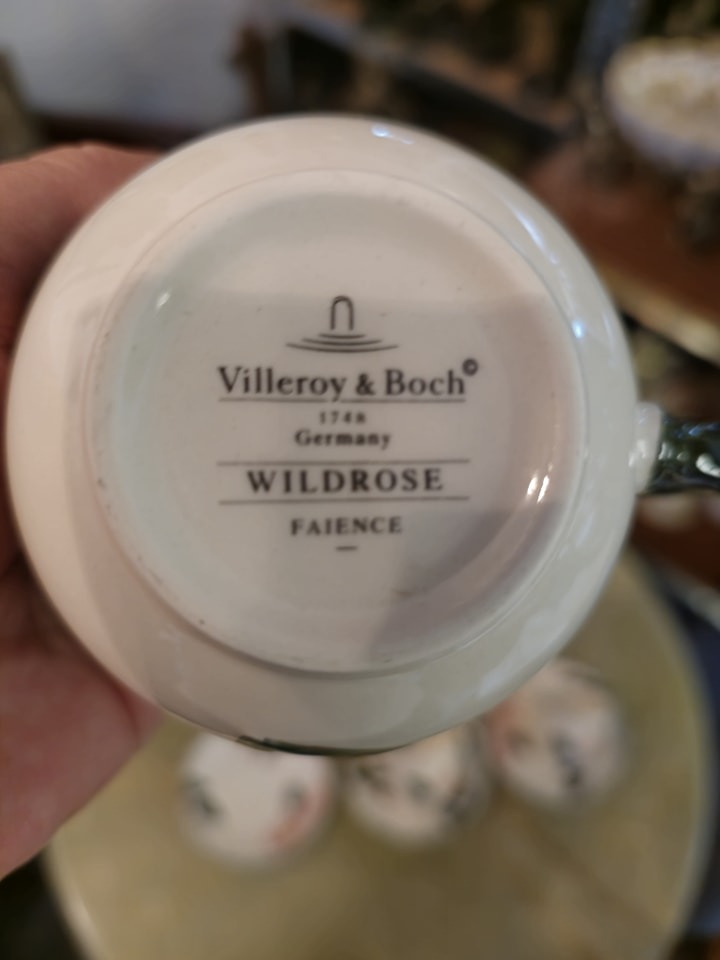 Villeroy & Boch©
1748
Germany
WILDROSE
FAIENCE